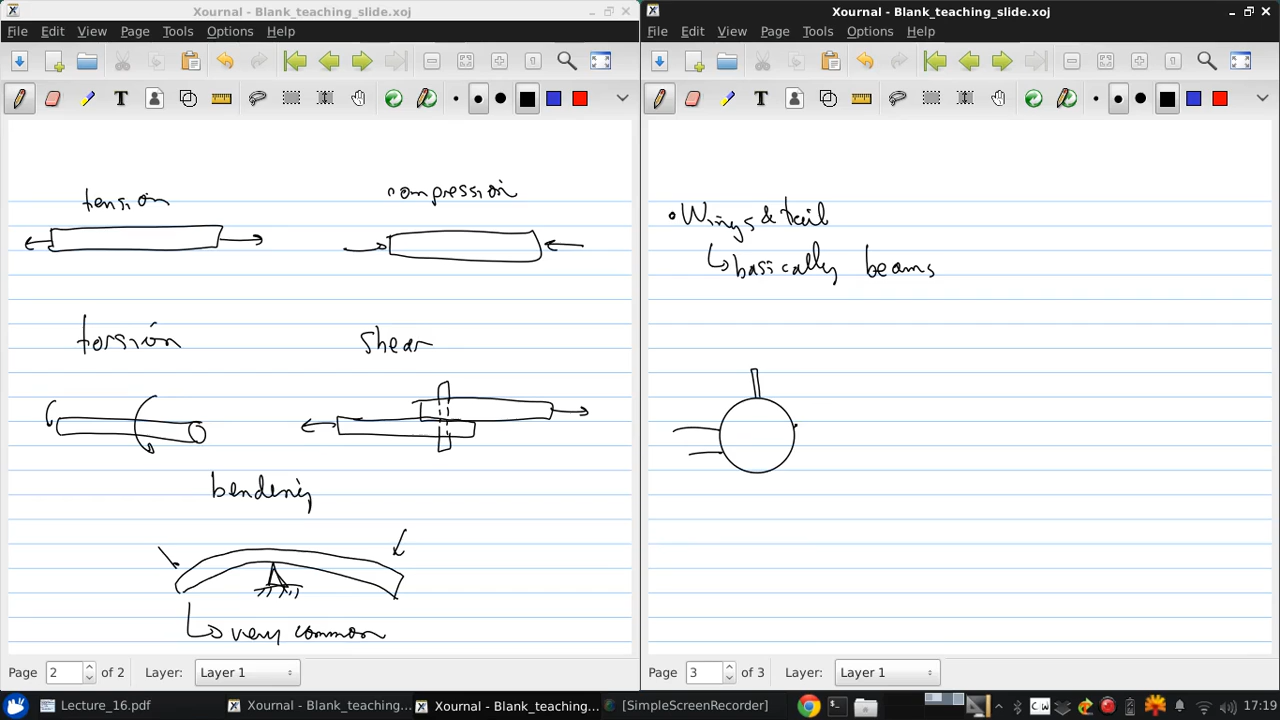 Xournal - Blank_teaching_slide.xoj
File Edit View Page Tools Options Help
tension
compression
torsion
shear
bending
very common
Page 2 of 2 Layer: Layer 1
Xournal - Blank_teaching_slide.xoj
File Edit View Page Tools Options Help
• Wings & tail
basically beams
Page 3 of 3 Layer: Layer 1
Lecture_16.pdf Xournal - Blank_teaching... Xournal - Blank_teaching... [SimpleScreenRecorder] 17:19